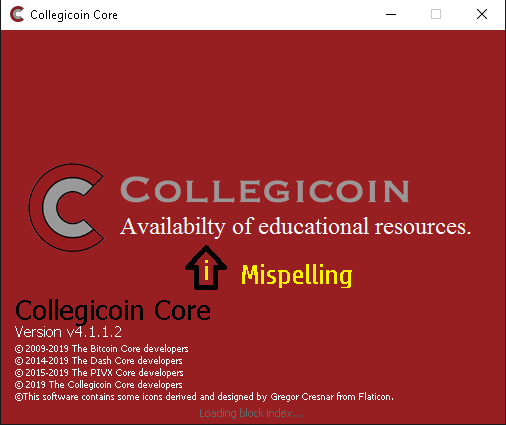 Collegicoin Core
COLLEGICOIN
Availabilty of educational resources.
i
Mispelling
Collegicoin Core
Version v4.1.1.2
© 2009-2019 The Bitcoin Core developers
© 2014-2019 The Dash Core developers
© 2015-2019 The PIVX Core developers
© 2019 The Collegicoin Core developers
©This software contains some icons derived and designed by Gregor Cresnar from Flaticon.
Loading block index...